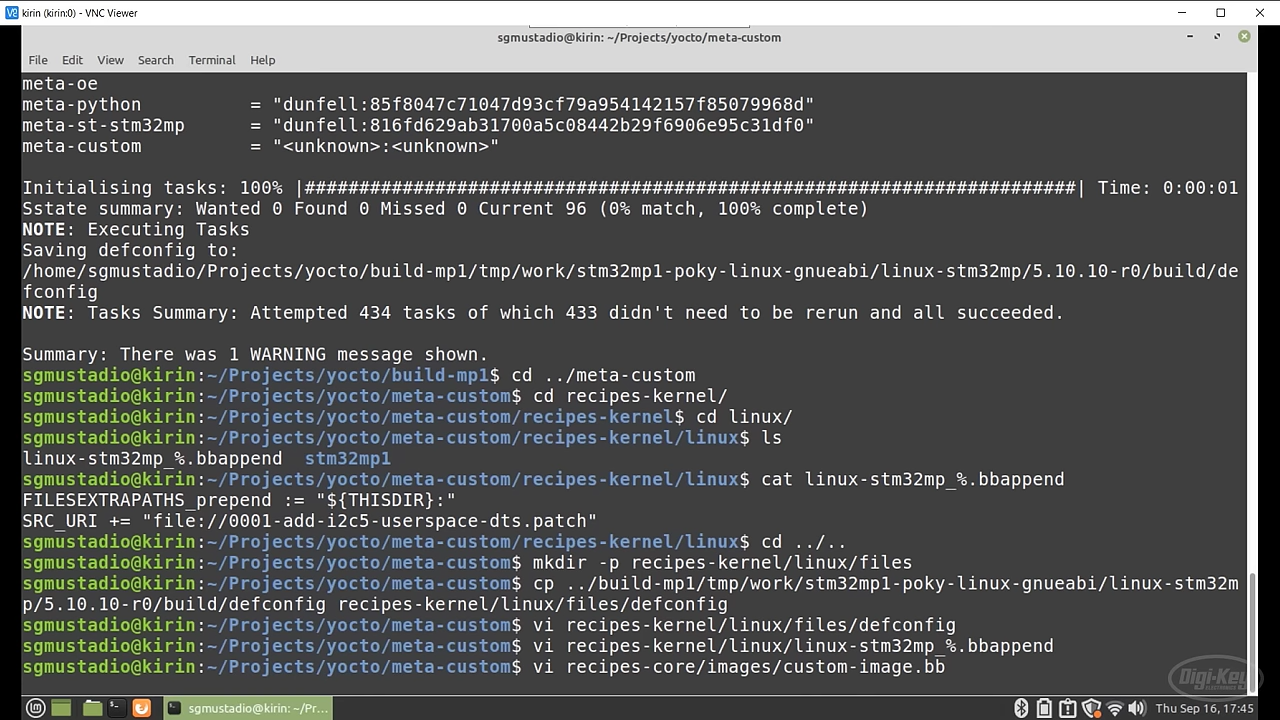 kirin (kirin:0) - VNC Viewer
sgmustadio@kirin: ~/Projects/yocto/meta-custom
File Edit View Search Terminal Help
meta-oe
meta-python          = "dunfell:85f8047c71047d93cf79a954142157f85079968d"
meta-st-stm32mp      = "dunfell:816fd629ab31700a5c08442b29f6906e95c31df0"
meta-custom          = "<unknown>:<unknown>"
Initialising tasks: 100% |#######################################################################| Time: 0:00:01
Sstate summary: Wanted 0 Found 0 Missed 0 Current 96 (0% match, 100% complete)
NOTE: Executing Tasks
Saving defconfig to:
/home/sgmustadio/Projects/yocto/build-mp1/tmp/work/stm32mp1-poky-linux-gnueabi/linux-stm32mp/5.10.10-r0/build/de
fconfig
NOTE: Tasks Summary: Attempted 434 tasks of which 433 didn't need to be rerun and all succeeded.
Summary: There was 1 WARNING message shown.
sgmustadio@kirin:~/Projects/yocto/build-mp1$ cd ../meta-custom
sgmustadio@kirin:~/Projects/yocto/meta-custom$ cd recipes-kernel/
sgmustadio@kirin:~/Projects/yocto/meta-custom/recipes-kernel$ cd linux/
sgmustadio@kirin:~/Projects/yocto/meta-custom/recipes-kernel/linux$ ls
linux-stm32mp_%.bbappend  stm32mp1
sgmustadio@kirin:~/Projects/yocto/meta-custom/recipes-kernel/linux$ cat linux-stm32mp_%.bbappend
FILESEXTRAPATHS_prepend := "${THISDIR}:"
SRC_URI += "file://0001-add-i2c5-userspace-dts.patch"
sgmustadio@kirin:~/Projects/yocto/meta-custom/recipes-kernel/linux$ cd ../..
sgmustadio@kirin:~/Projects/yocto/meta-custom$ mkdir -p recipes-kernel/linux/files
sgmustadio@kirin:~/Projects/yocto/meta-custom$ cp ../build-mp1/tmp/work/stm32mp1-poky-linux-gnueabi/linux-stm32m
p/5.10.10-r0/build/defconfig recipes-kernel/linux/files/defconfig
sgmustadio@kirin:~/Projects/yocto/meta-custom$ vi recipes-kernel/linux/files/defconfig
sgmustadio@kirin:~/Projects/yocto/meta-custom$ vi recipes-kernel/linux/linux-stm32mp_%.bbappend
sgmustadio@kirin:~/Projects/yocto/meta-custom$ vi recipes-core/images/custom-image.bb
Digi-Key
ELECTRONICS
sgmustadio@kirin: ~/Pr...
Thu Sep 16, 17:45